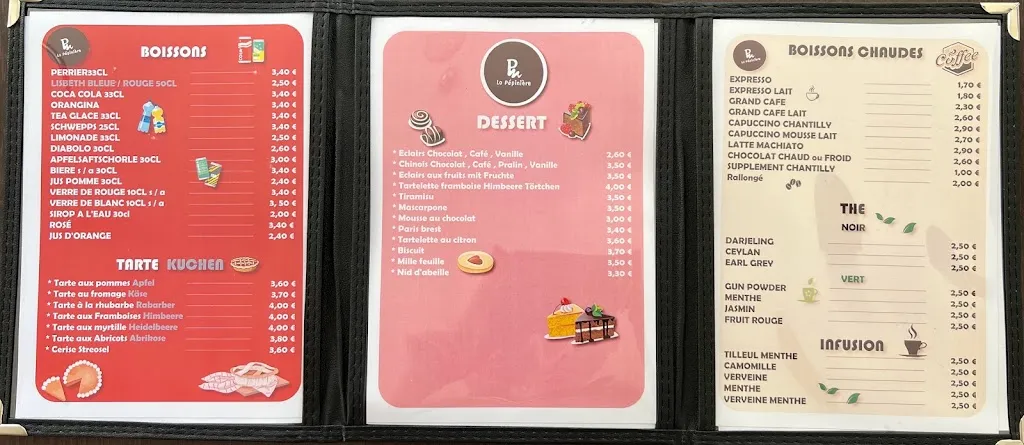 Pn
La Pépinière
BOISSONS
PERRIER33CL 3,40 €
LISBETH BLEUE / ROUGE 50CL 2,50 €
COCA COLA 33CL 3,40 €
ORANGINA 3,40 €
TEA GLACE 33CL 3,40 €
SCHWEPPS 25CL 3,40 €
LIMONADE 33CL 2,50 €
DIABOLO 30CL 2,60 €
APFELSAFTSCHORLE 30CL 3,00 €
BIERE s / a 30CL 3,40 €
JUS POMME 30CL 2,40 €
VERRE DE ROUGE 10CL s / a 3,40 €
VERRE DE BLANC 10CL s / a 3, 50 €
SIROP A L'EAU 30cl 2,00 €
ROSÉ 3,40 €
JUS D'ORANGE 2,40 €
TARTE KUCHEN
* Tarte aux pommes Apfel 3,60 €
* Tarte au fromage Käse 3,70 €
* Tarte à la rhubarbe Rabarber 4,00 €
* Tarte aux Framboises Himbeere 4,00 €
* Tarte aux myrtille Heidelbeere 4,00 €
* Tarte aux Abricots Abrikose 3,80 €
* Cerise Streosel 3,60 €
Pn
La Pépinière
DESSERT
* Eclairs Chocolat , Café , Vanille 2,60 €
* Chinois Chocolat , Café , Pralin , Vanille 3,50 €
* Eclairs aux fruits mit Fruchte 3,50 €
* Tartelette framboise Himbeere Törtchen 4,00 €
* Tiramisu 3,50 €
* Mascarpone 3,50 €
* Mousse au chocolat 3,00 €
* Paris brest 3,40 €
* Tartelette au citron 3,60 €
* Biscuit 3,70 €
* Mille feuille 3,50 €
* Nid d'abeille 3,30 €
Pn
La Pépinière
BOISSONS CHAUDES
Coffee
EXPRESSO 1,70 €
EXPRESSO LAIT 1,80 €
GRAND CAFE 2,30 €
GRAND CAFE LAIT 2,60 €
CAPUCCINO CHANTILLY 2,90 €
CAPUCCINO MOUSSE LAIT 2,70 €
LATTE MACHIATO 2,90 €
CHOCOLAT CHAUD ou FROID 2,60 €
SUPPLEMENT CHANTILLY 1,00 €
Rallongé 2,00 €
THE
NOIR
DARJELING 2,50 €
CEYLAN 2,50 €
EARL GREY 2,50 €
VERT
GUN POWDER 2,50 €
MENTHE 2,50 €
JASMIN 2,50 €
FRUIT ROUGE 2,50 €
INFUSION
TILLEUL MENTHE 2,50 €
CAMOMILLE 2,50 €
VERVEINE 2,50 €
MENTHE 2,50 €
VERVEINE MENTHE 2,50 €